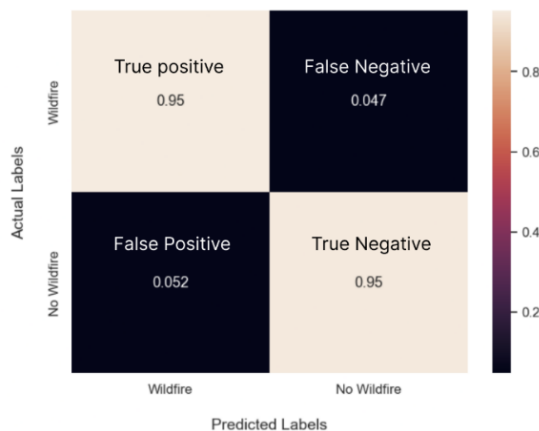 True positive
0.95
False Negative
0.047
False Positive
0.052
True Negative
0.95
Actual Labels
Wildfire
No Wildfire
Wildfire
No Wildfire
Predicted Labels
0.8
0.6
0.4
0.2